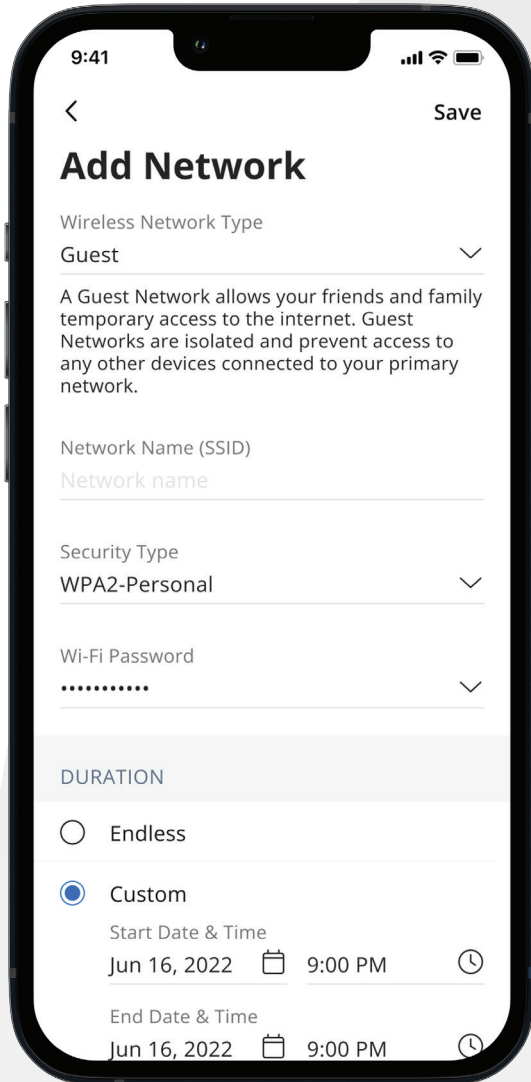 9:41
Save
Add Network
Wireless Network Type
Guest
A Guest Network allows your friends and family
temporary access to the internet. Guest
Networks are isolated and prevent access to
any other devices connected to your primary
network.
Network Name (SSID)
Network name
Security Type
WPA2-Personal
Wi-Fi Password
•••••••••••
DURATION
Endless
Custom
Start Date & Time
Jun 16, 2022 9:00 PM
End Date & Time
Jun 16, 2022 9:00 PM